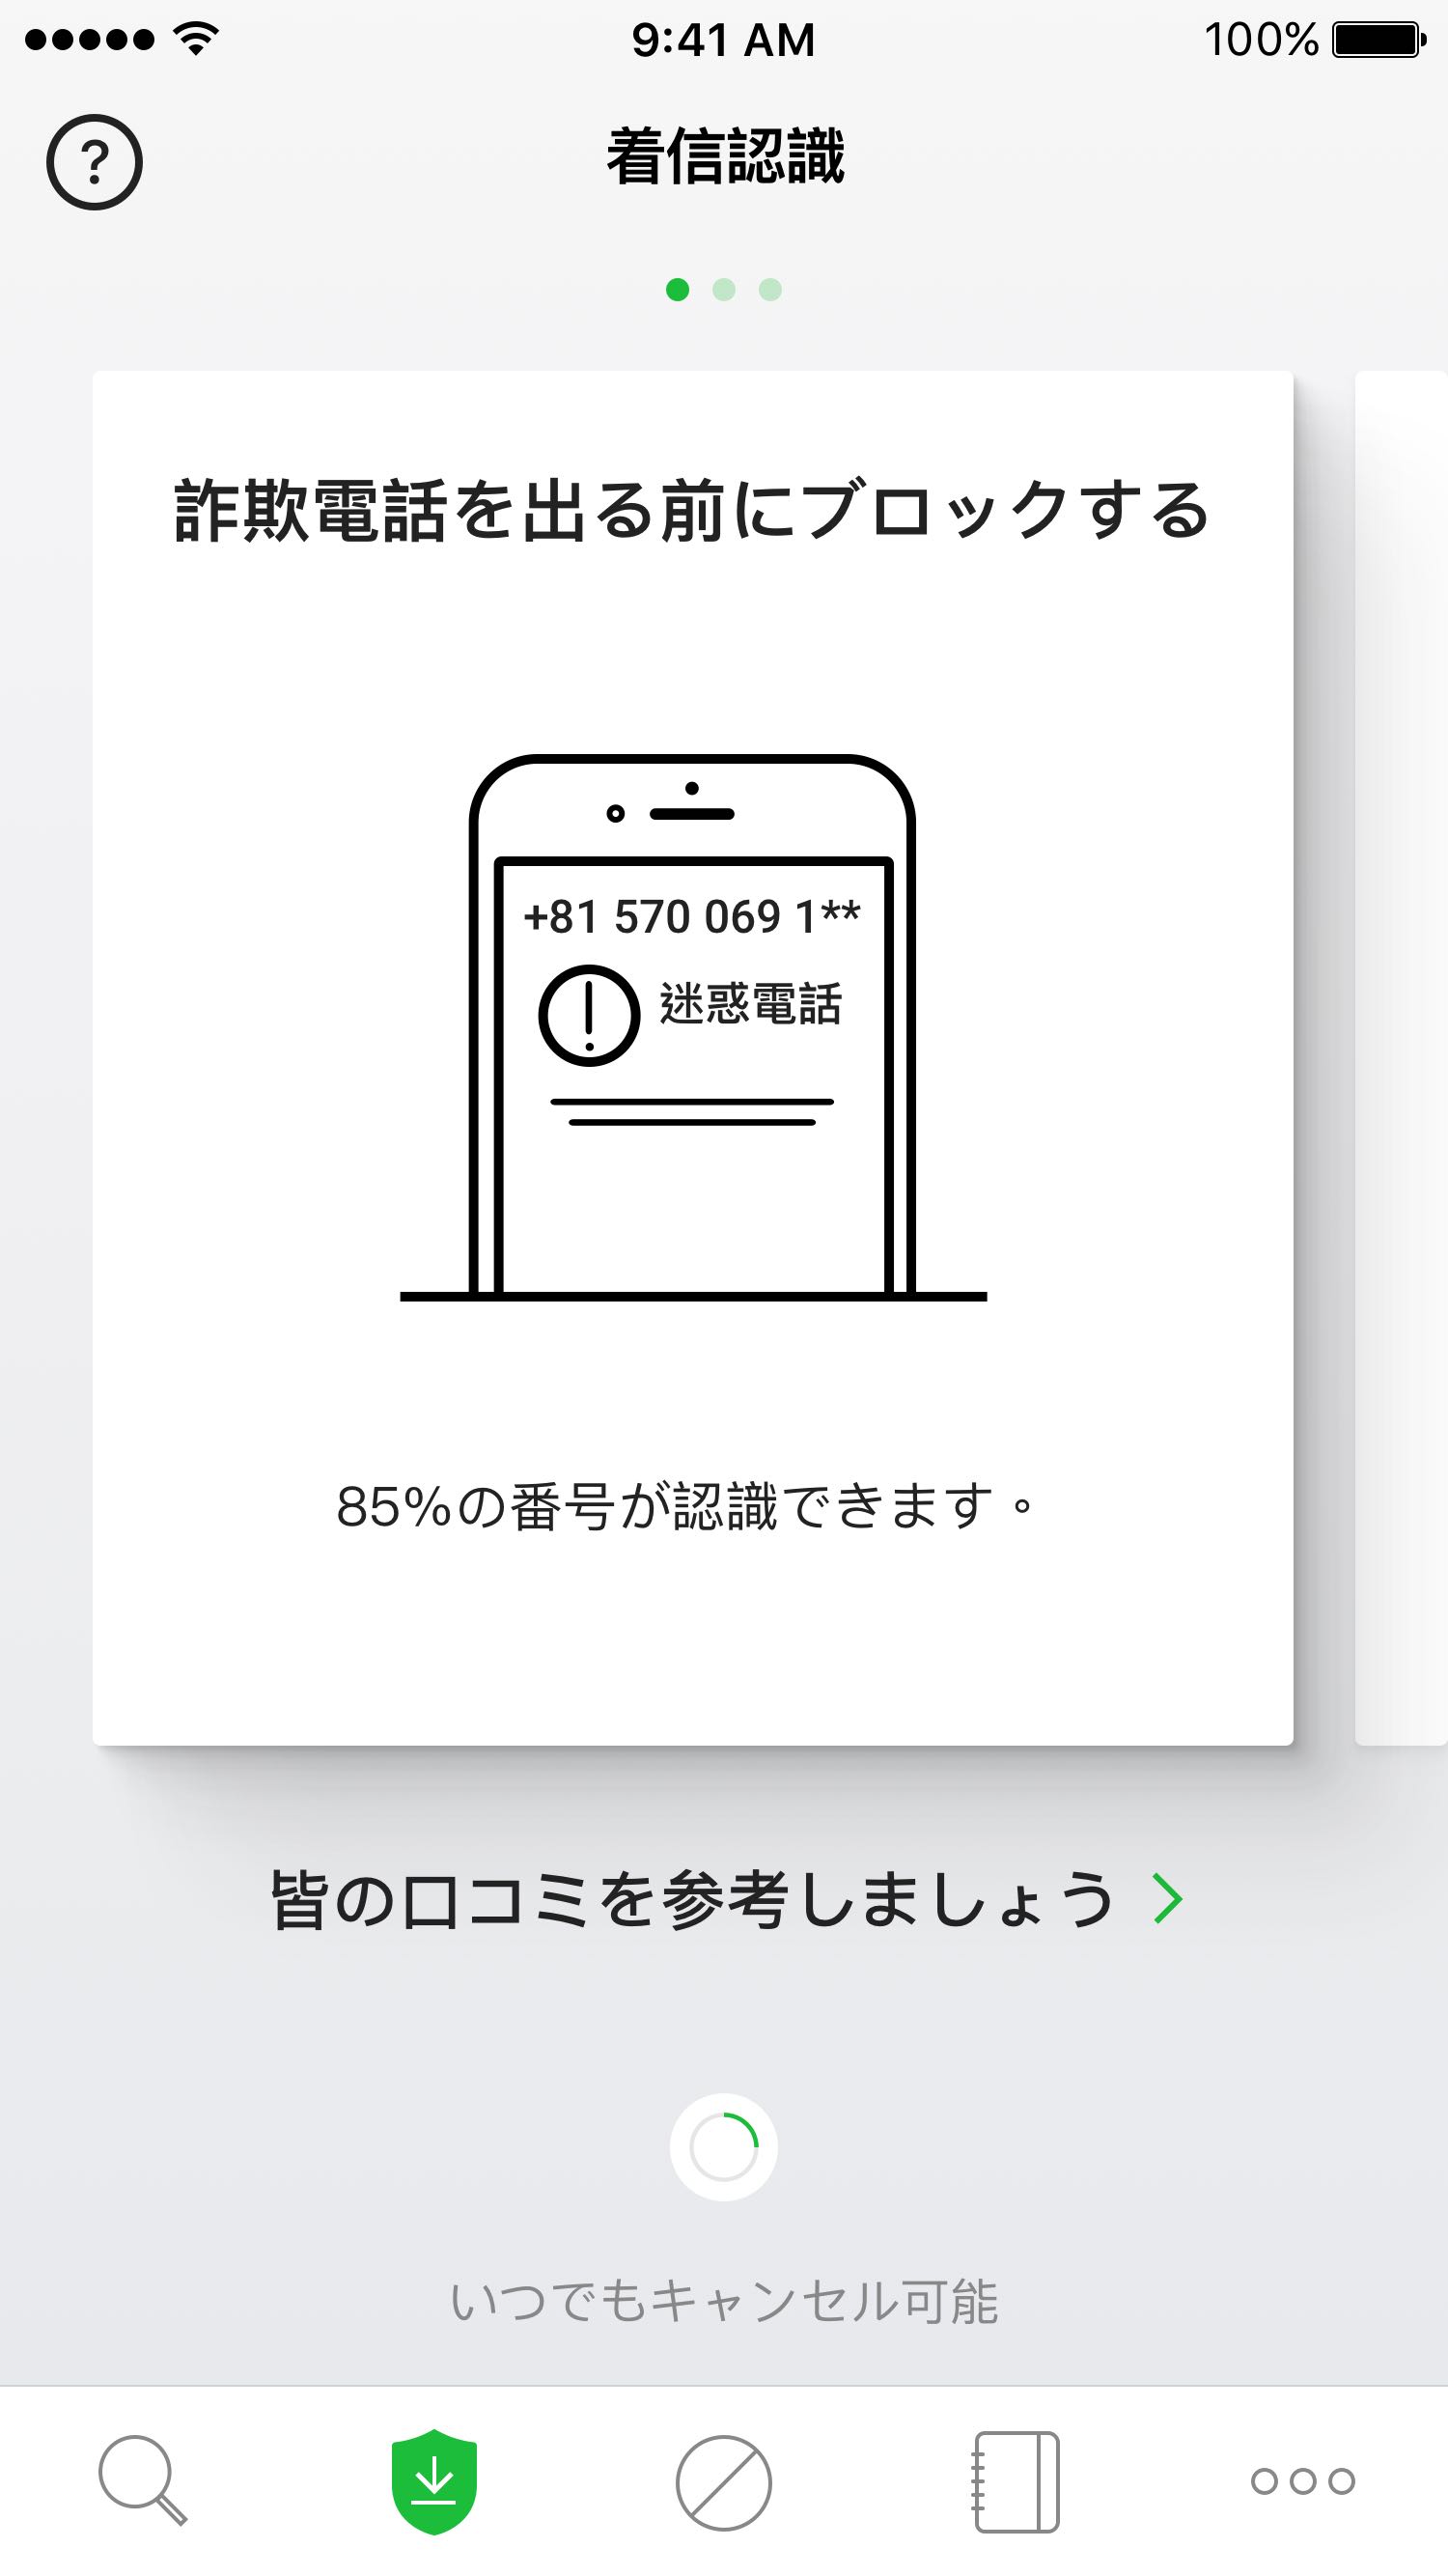 9:41 AM
100%
?
着信認識
詐欺電話を出る前にブロックする
+81 570 069 1**
迷惑電話
85%の番号が認識できます。
皆の口コミを参考しましょう
いつでもキャンセル可能